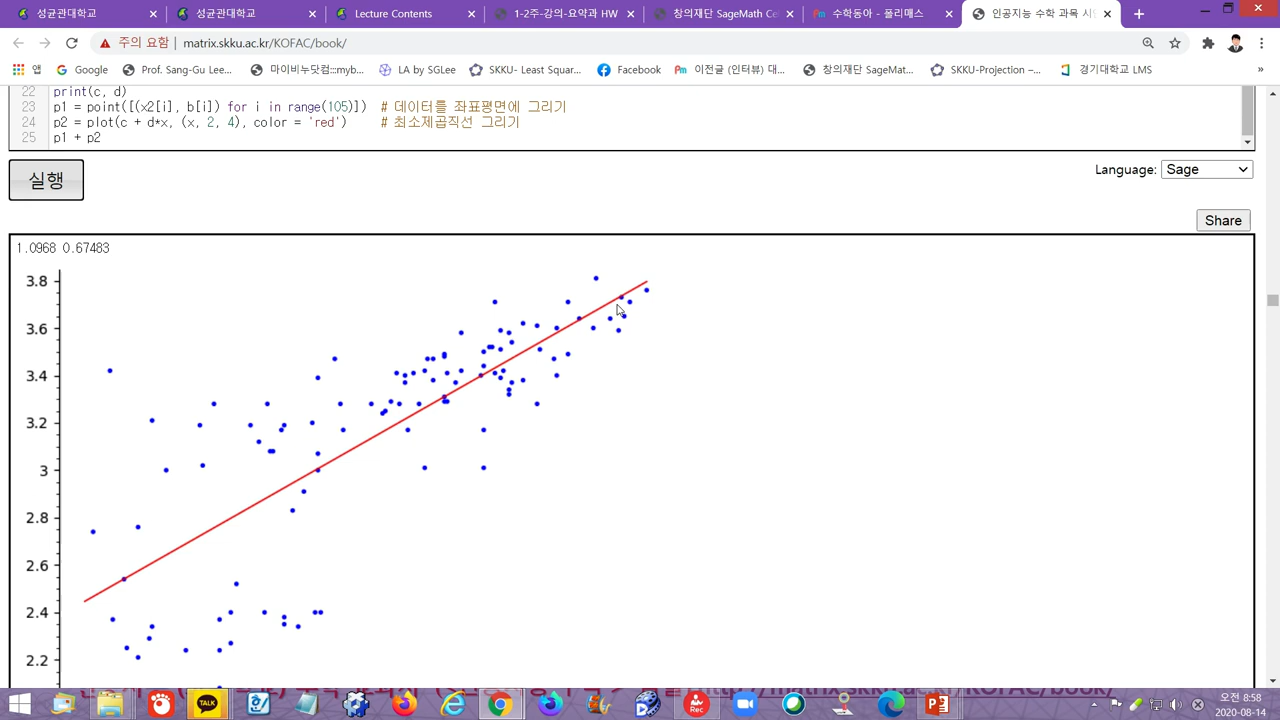 성균관대학교
성균관대학교
Lecture Contents
1-2주-강의-요약과 HW
창의재단 SageMath Ce
수학동아 - 폴리매스
인공지능 수학 과목 시
주의 요함 | matrix.skku.ac.kr/KOFAC/book/
앱 Google Prof. Sang-Gu Lee... 마이비누닷컴:::myb... LA by SGLee SKKU- Least Squar... Facebook 이전글 (인터뷰) 대... 창의재단 SageMat... SKKU-Projection –... 경기대학교 LMS »
22 print(c, d)
23 p1 = point([(x2[i], b[i]) for i in range(105)]) # 데이터를 좌표평면에 그리기
24 p2 = plot(c + d*x, (x, 2, 4), color = 'red') # 최소제곱직선 그리기
25 p1 + p2
실행
Language: Sage
Share
1.0968 0.67483
3.8
3.6
3.4
3.2
3
2.8
2.6
2.4
2.2
TALK
Rec
오전 8:58
2020-08-14